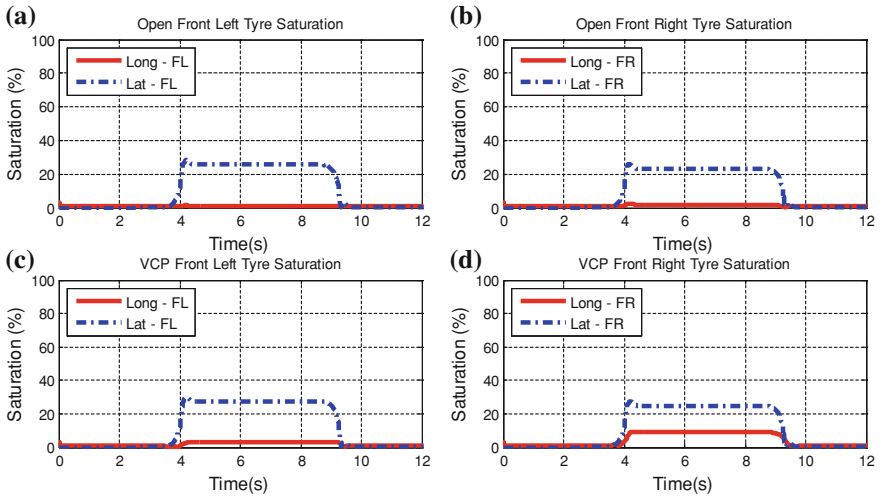 (a)
Open Front Left Tyre Saturation
Saturation (%)
100
80
60
40
20
0
Long - FL
Lat - FL
0 2 4 6 8 10 12
Time(s)
(b)
Open Front Right Tyre Saturation
Saturation (%)
100
80
60
40
20
0
Long - FR
Lat - FR
0 2 4 6 8 10 12
Time(s)
(c)
VCP Front Left Tyre Saturation
Saturation (%)
100
80
60
40
20
0
Long - FL
Lat - FL
0 2 4 6 8 10 12
Time(s)
(d)
VCP Front Right Tyre Saturation
Saturation (%)
100
80
60
40
20
0
Long - FR
Lat - FR
0 2 4 6 8 10 12
Time(s)